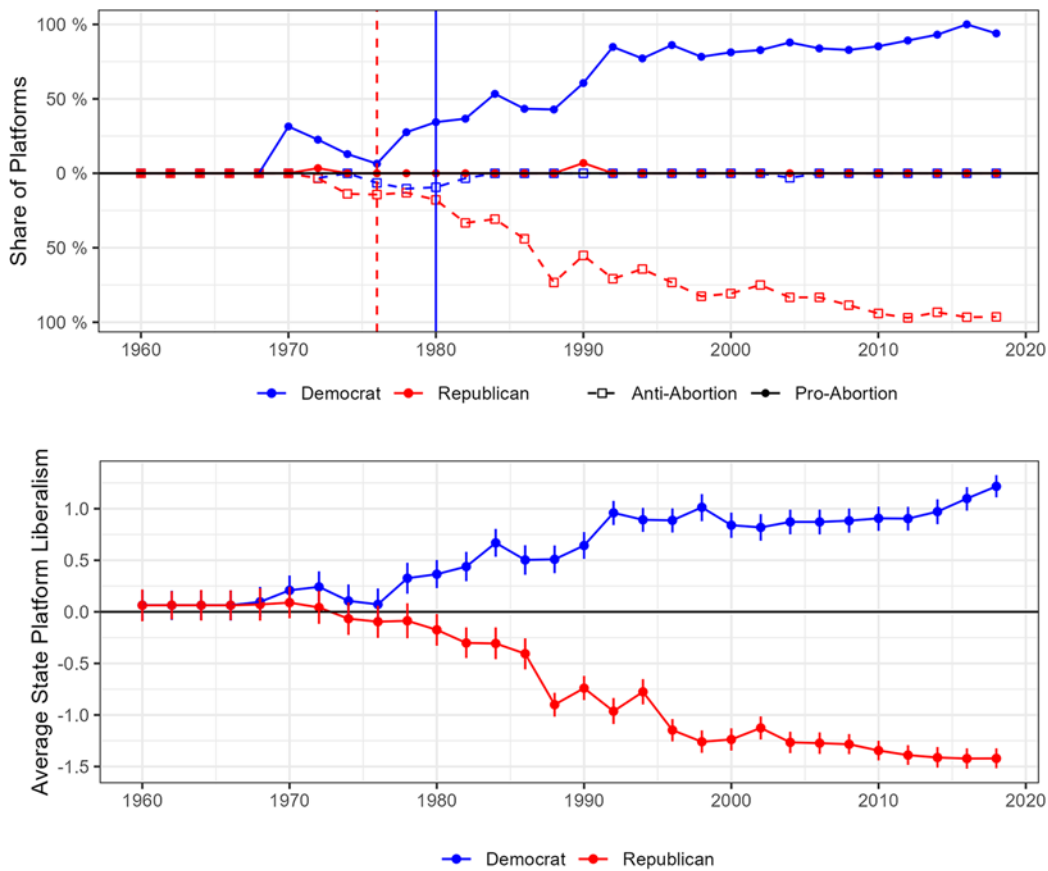 100 %
50 %
0 %
50 %
100 %
Share of Platforms
1960 1970 1980 1990 2000 2010 2020
Democrat Republican Anti-Abortion Pro-Abortion
1.0
0.5
0.0
-0.5
-1.0
-1.5
Average State Platform Liberalism
1960 1970 1980 1990 2000 2010 2020
Democrat Republican